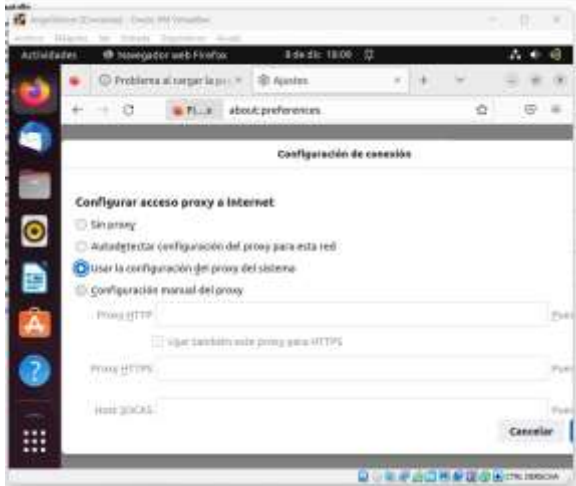 Actividades Navegador web Firefox 8 de dic 18:00
Problema al cargar la Ajustes
about:preferences
Configuración de conexión
Configurar acceso proxy a Internet
Sin proxy
Autodetectar configuración del proxy para esta red
Usar la configuración del proxy del sistema
Configuración manual del proxy
Proxy HTTP
Usar también este proxy para HTTPS
Proxy HTTPS
Host SOCKS
Cancelar
CTRL DERECHA